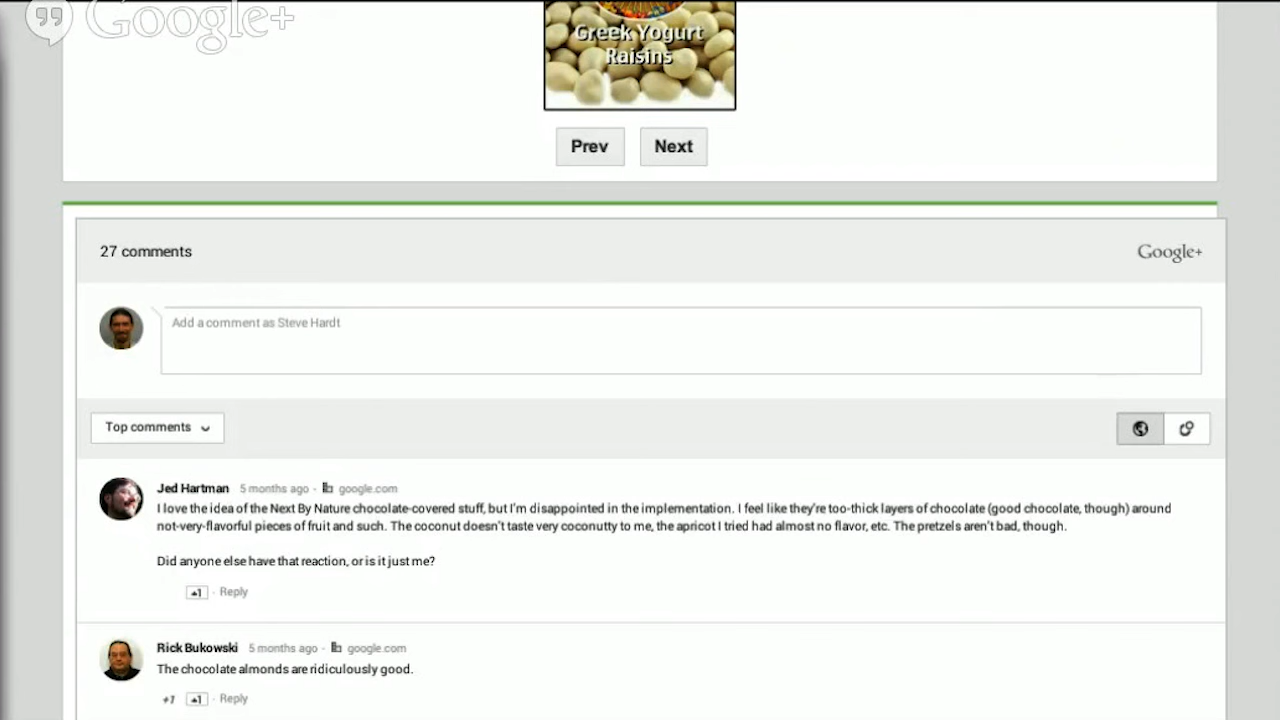 Google+
Greek Yogurt
Raisins
Prev
Next
27 comments
Google+
Add a comment as Steve Hardt
Top comments
Jed Hartman 5 months ago - google.com
I love the idea of the Next By Nature chocolate-covered stuff, but I'm disappointed in the implementation. I feel like they're too-thick layers of chocolate (good chocolate, though) around
not-very-flavorful pieces of fruit and such. The coconut doesn't taste very coconutty to me, the apricot I tried had almost no flavor, etc. The pretzels aren't bad, though.
Did anyone else have that reaction, or is it just me?
1 · Reply
Rick Bukowski 5 months ago - google.com
The chocolate almonds are ridiculously good.
+1 1 · Reply